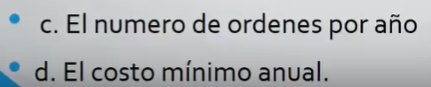 • c. El numero de ordenes por año
• d. El costo mínimo anual.